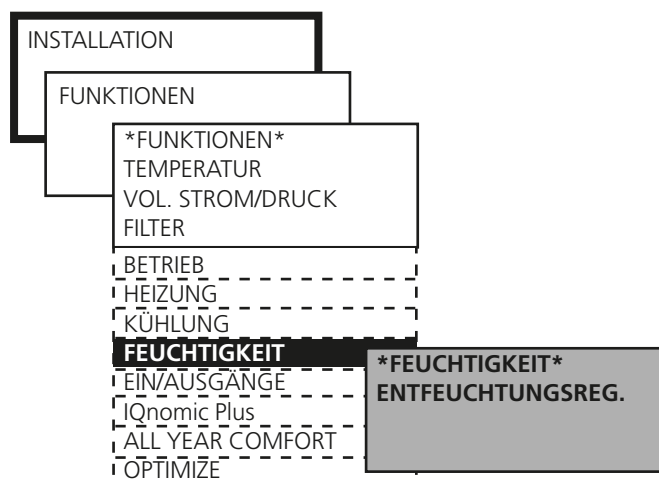 INSTALLATION
FUNKTIONEN
*FUNKTIONEN*
TEMPERATUR
VOL. STROM/DRUCK
FILTER
BETRIEB
HEIZUNG
KÜHLUNG
FEUCHTIGKEIT
EIN/AUSGÄNGE
IQnomic Plus
ALL YEAR COMFORT
OPTIMIZE
*FEUCHTIGKEIT*
ENTFEUCHTUNGSREG.